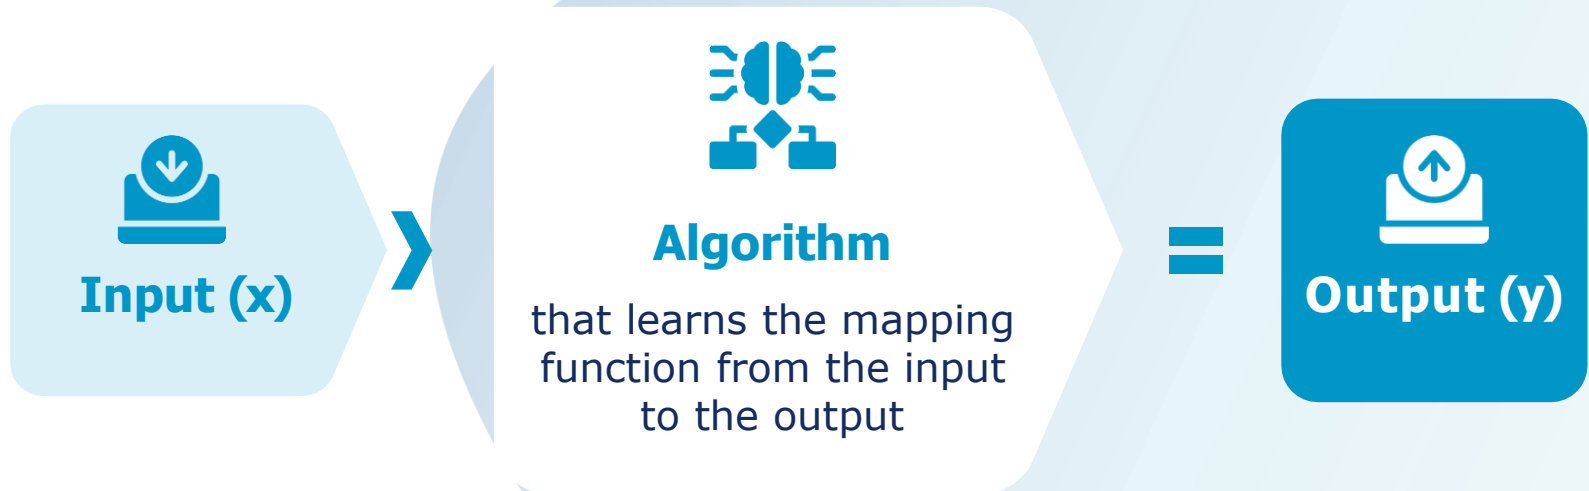 Input (x)
Algorithm
that learns the mapping
function from the input
to the output
=
Output (y)